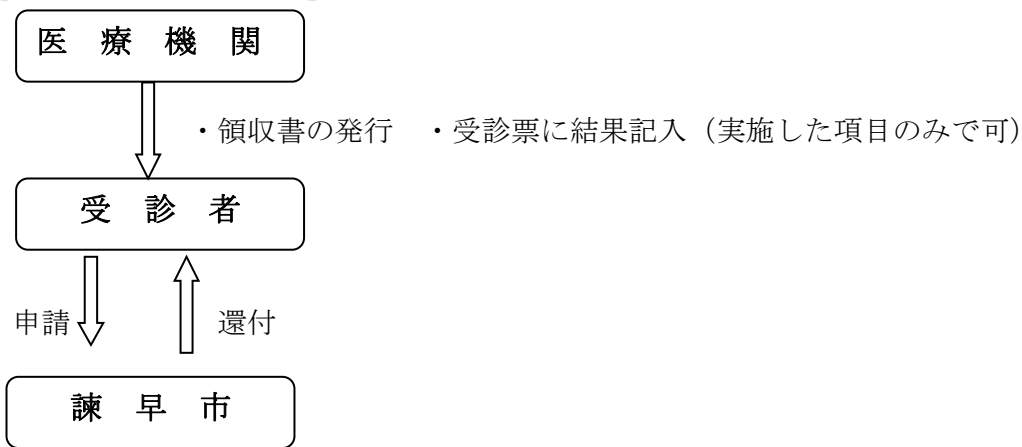 医 療 機 関
・領収書の発行 ・受診票に結果記入（実施した項目のみで可）
受 診 者
申請 還付
諫 早 市